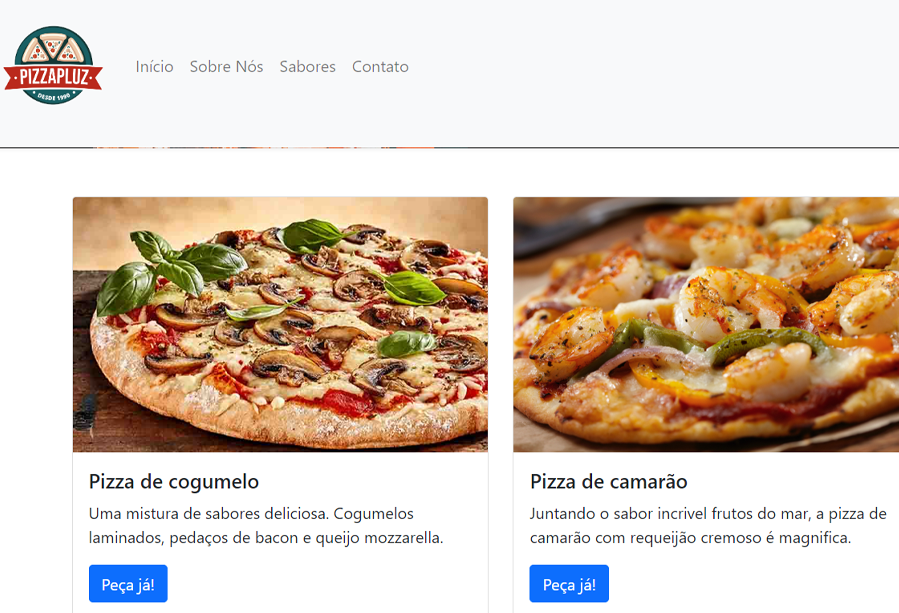 PIZZAPLUZ
DESDE 1990
Início Sobre Nós Sabores Contato
Pizza de cogumelo
Uma mistura de sabores deliciosa. Cogumelos
laminados, pedaços de bacon e queijo mozzarella.
Peça já!
Pizza de camarão
Juntando o sabor incrivel frutos do mar, a pizza de
camarão com requeijão cremoso é magnifica.
Peça já!